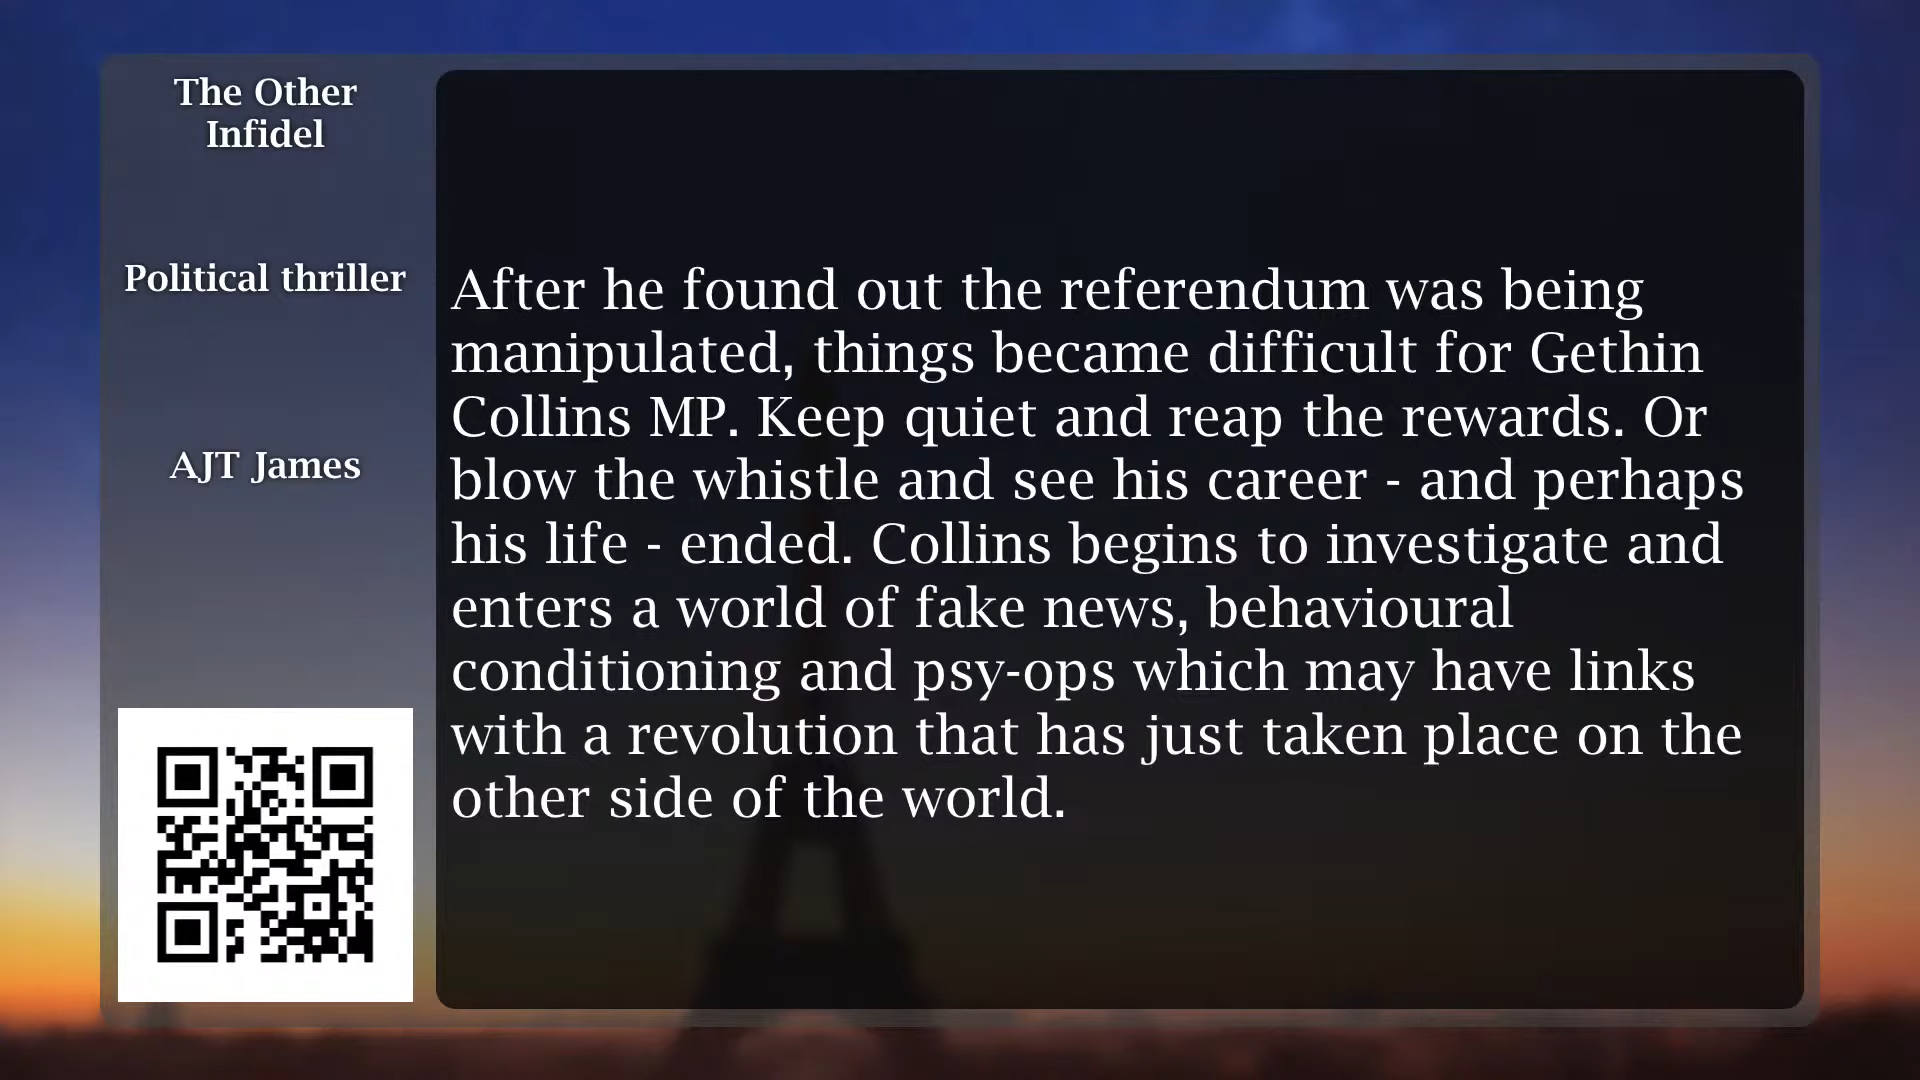 The Other
Infidel
Political thriller
AJT James
After he found out the referendum was being
manipulated, things became difficult for Gethin
Collins MP. Keep quiet and reap the rewards. Or
blow the whistle and see his career - and perhaps
his life - ended. Collins begins to investigate and
enters a world of fake news, behavioural
conditioning and psy-ops which may have links
with a revolution that has just taken place on the
other side of the world.